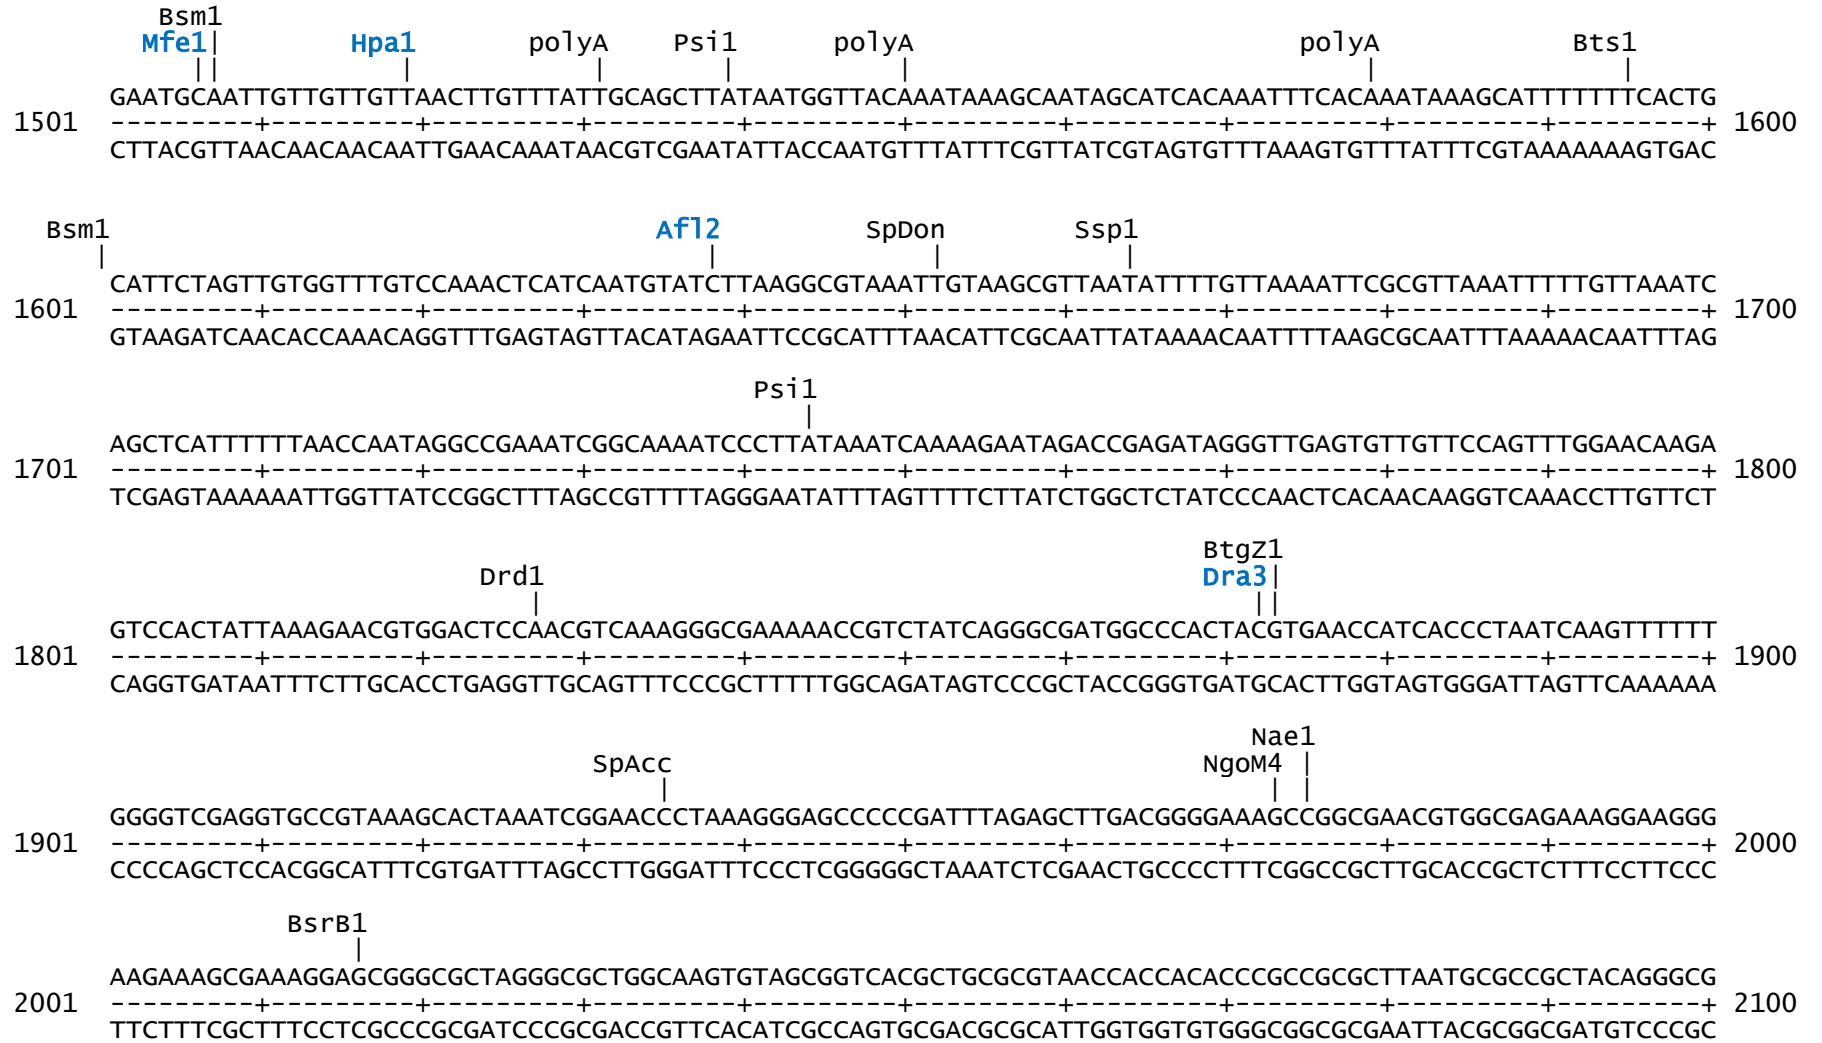 Bsm1
Mfe1| Hpa1 polyA Psi1 polyA polyA Bts1
|| | | | | | |
GAATGCAATTGTTGTTGTTAACTTGTTTATTGCAGCTTATAATGGTTACAAATAAAGCAATAGCATCACAAATTTCACAAATAAAGCATTTTTTTCACTG
1501 ---------+---------+---------+---------+---------+---------+---------+---------+---------+---------+ 1600
CTTACGTTAACAACAACAATTGAACAAATAACGTCGAATATTACCAATGTTTATTTCGTTATCGTAGTGTTTAAAGTGTTTATTTCGTAAAAAAAGTGAC
Bsm1 Afl2 SpDon Ssp1
| | | |
CATTCTAGTTGTGGTTTGTCCAAACTCATCAATGTATCTTAAGGCGTAAATTGTAAGCGTTAATATTTTGTTAAAATTCGCGTTAAATTTTTGTTAAATC
1601 ---------+---------+---------+---------+---------+---------+---------+---------+---------+---------+ 1700
GTAAGATCAACACCAAACAGGTTTGAGTAGTTACATAGAATTCCGCATTTAACATTCGCAATTATAAAACAATTTTAAGCGCAATTTAAAAACAATTTAG
Psi1
|
AGCTCATTTTTTAACCAATAGGCCGAAATCGGCAAAATCCCTTATAAATCAAAAGAATAGACCGAGATAGGGTTGAGTGTTGTTCCAGTTTGGAACAAGA
1701 ---------+---------+---------+---------+---------+---------+---------+---------+---------+---------+ 1800
TCGAGTAAAAAATTGGTTATCCGGCTTTAGCCGTTTTAGGGAATATTTAGTTTTCTTATCTGGCTCTATCCCAACTCACAACAAGGTCAAACCTTGTTCT
BtgZ1
Drd1 Dra3|
| ||
GTCCACTATTAAAGAACGTGGACTCCAACGTCAAAGGGCGAAAAACCGTCTATCAGGGCGATGGCCCACTACGTGAACCATCACCCTAATCAAGTTTTTT
1801 ---------+---------+---------+---------+---------+---------+---------+---------+---------+---------+ 1900
CAGGTGATAATTTCTTGCACCTGAGGTTGCAGTTTCCCGCTTTTTGGCAGATAGTCCCGCTACCGGGTGATGCACTTGGTAGTGGGATTAGTTCAAAAAA
Nae1
SpAcc NgoM4 |
| | |
GGGGTCGAGGTGCCGTAAAGCACTAAATCGGAACCCTAAAGGGAGCCCCCGATTTAGAGCTTGACGGGGAAAGCCGGCGAACGTGGCGAGAAAGGAAGGG
1901 ---------+---------+---------+---------+---------+---------+---------+---------+---------+---------+ 2000
CCCCAGCTCCACGGCATTTCGTGATTTAGCCTTGGGATTTCCCTCGGGGGCTAAATCTCGAACTGCCCCTTTCGGCCGCTTGCACCGCTCTTTCCTTCCC
BsrB1
|
AAGAAAGCGAAAGGAGCGGGCGCTAGGGCGCTGGCAAGTGTAGCGGTCACGCTGCGCGTAACCACCACACCCGCCGCGCTTAATGCGCCGCTACAGGGCG
2001 ---------+---------+---------+---------+---------+---------+---------+---------+---------+---------+ 2100
TTCTTTCGCTTTCCTCGCCCGCGATCCCGCGACCGTTCACATCGCCAGTGCGACGCGCATTGGTGGTGTGGGCGGCGCGAATTACGCGGCGATGTCCCGC